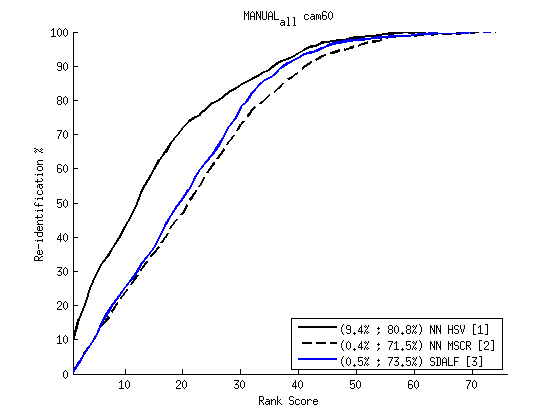 MANUAL_all cam60
100
90
80
70
60
50
40
30
20
10
0
Re-identification %
10 20 30 40 50 60 70
Rank Score
(9.4% ; 80.8%) NN HSV [1]
(0.4% ; 71.5%) NN MSCR [2]
(0.5% ; 73.5%) SDALF [3]